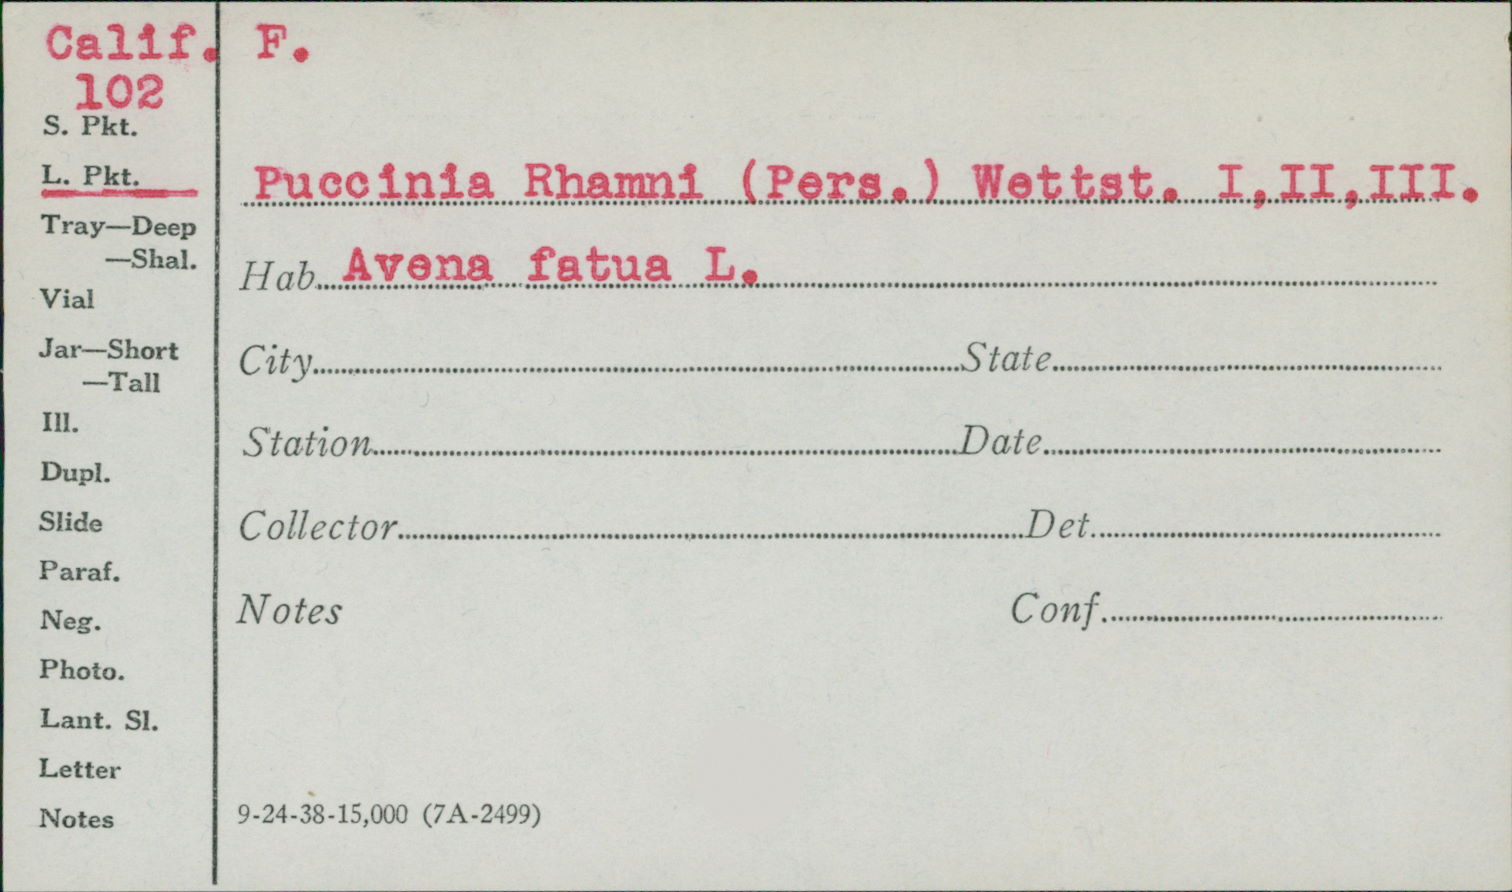 Calif. F.
102
S. Pkt.
L. Pkt.
Puccinia Rhamni (Pers.) Wettst. I,II,III.
Tray—Deep
—Shal.
Hab. Avena fatua L.
Vial
Jar—Short
—Tall
City State
Ill.
Station Date
Dupl.
Slide
Collector Det.
Paraf.
Neg.
Notes Conf.
Photo.
Lant. Sl.
Letter
Notes
9-24-38-15,000 (7A-2499)